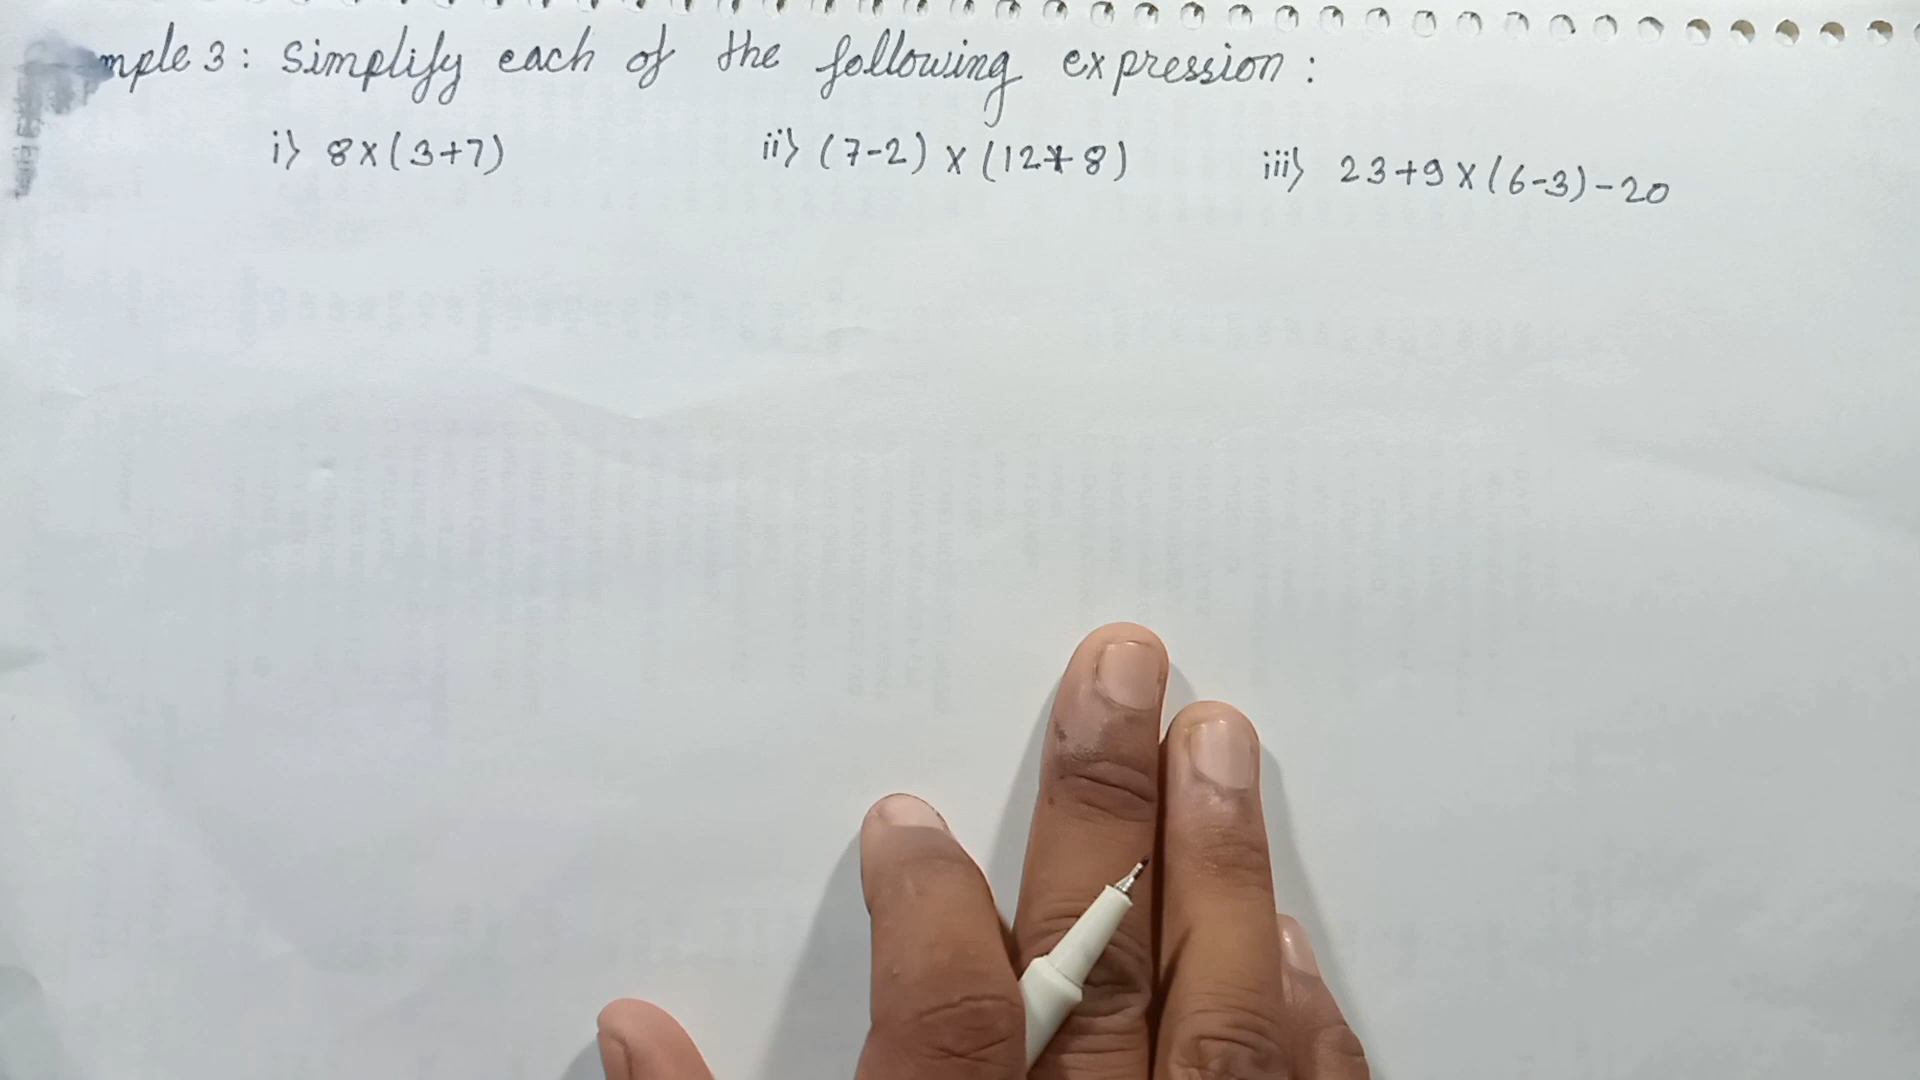 mple 3: Simplify each of the following expression:
i) 8×(3+7) ii) (7-2) × (12+8) iii) 23+9×(6-3)-20